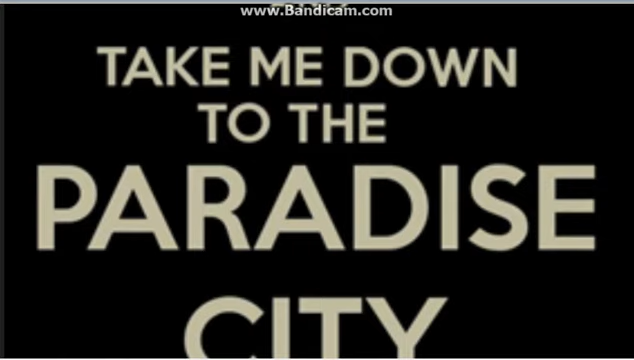 www.Bandicam.com
TAKE ME DOWN
TO THE
PARADISE
CITY